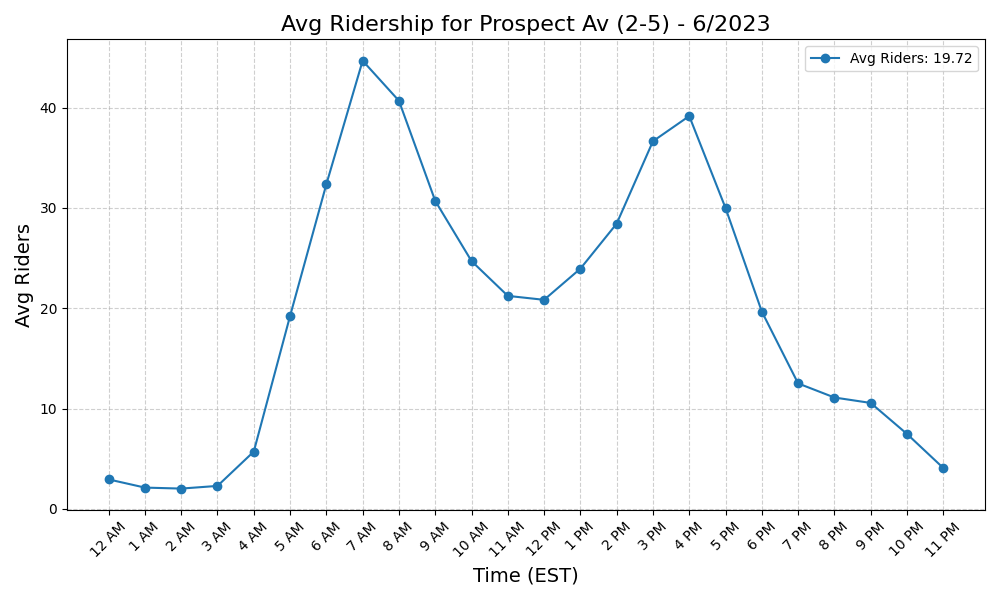 Avg Ridership for Prospect Av (2-5) - 6/2023
Avg Riders: 19.72
Avg Riders
40
30
20
10
0
12 AM
1 AM
2 AM
3 AM
4 AM
5 AM
6 AM
7 AM
8 AM
9 AM
10 AM
11 AM
12 PM
1 PM
2 PM
3 PM
4 PM
5 PM
6 PM
7 PM
8 PM
9 PM
10 PM
11 PM
Time (EST)